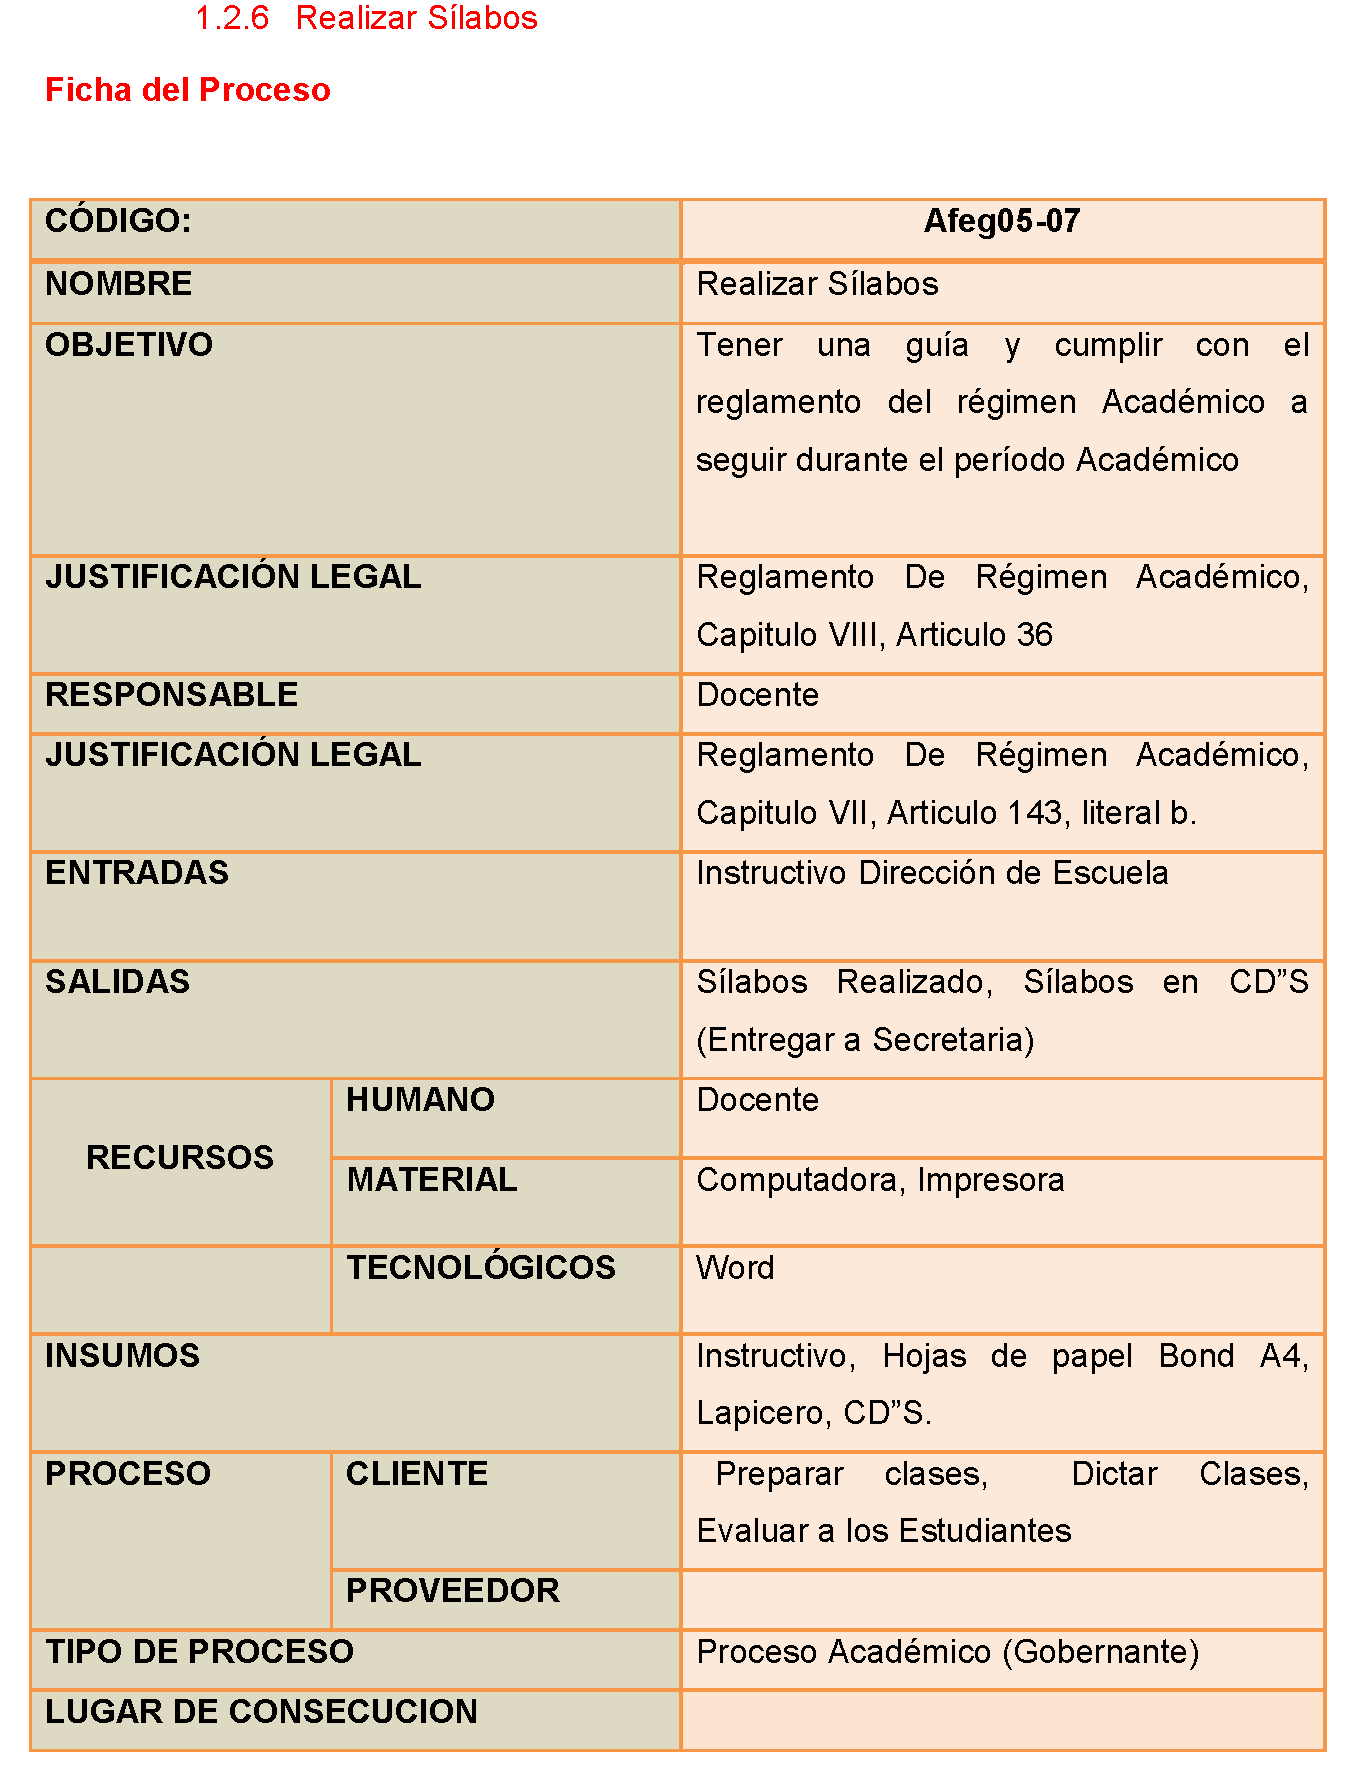 1.2.6 Realizar Sílabos
Ficha del Proceso
CÓDIGO: Afeg05-07
NOMBRE Realizar Sílabos
OBJETIVO Tener una guía y cumplir con el
reglamento del régimen Académico a
seguir durante el período Académico
JUSTIFICACIÓN LEGAL Reglamento De Régimen Académico,
Capitulo VIII, Articulo 36
RESPONSABLE Docente
JUSTIFICACIÓN LEGAL Reglamento De Régimen Académico,
Capitulo VII, Articulo 143, literal b.
ENTRADAS Instructivo Dirección de Escuela
SALIDAS Sílabos Realizado, Sílabos en CD”S
(Entregar a Secretaria)
RECURSOS
HUMANO Docente
MATERIAL Computadora, Impresora
TECNOLÓGICOS Word
INSUMOS Instructivo, Hojas de papel Bond A4,
Lapicero, CD”S.
PROCESO CLIENTE Preparar clases, Dictar Clases,
Evaluar a los Estudiantes
PROVEEDOR
TIPO DE PROCESO Proceso Académico (Gobernante)
LUGAR DE CONSECUCION